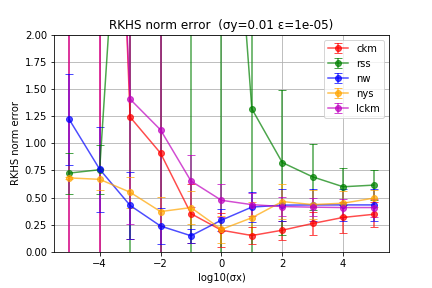 RKHS norm error (σy=0.01 ε=1e-05)
2.00
1.75
1.50
1.25
1.00
0.75
0.50
0.25
0.00
RKHS norm error
ckm
rss
nw
nys
lckm
−4
−2
0
2
4
log10(σx)